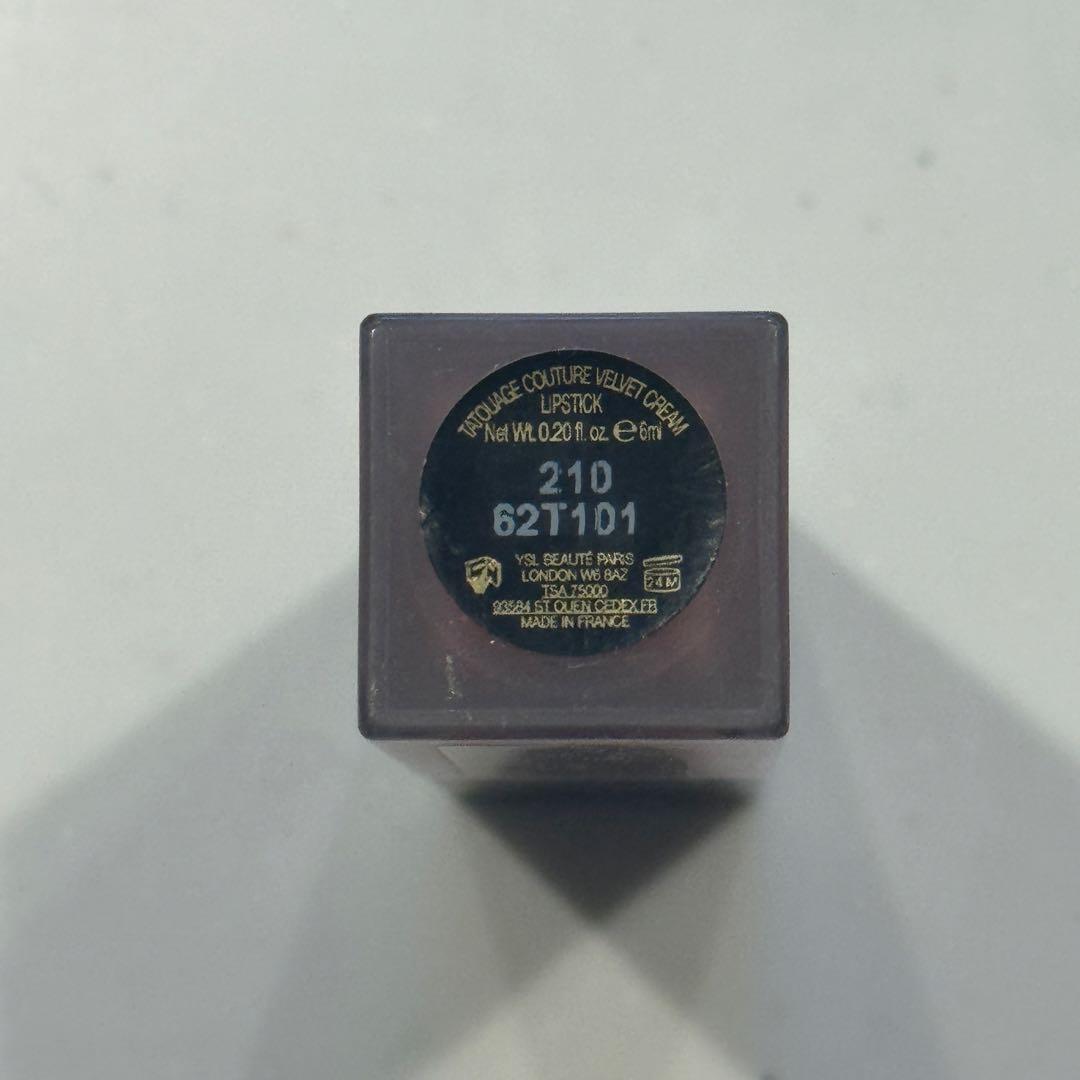 TATOUAGE COUTURE VELVET CREAM
LIPSTICK
Net Wt. 0.20 fl. oz. e 6ml
210
62T101
YSL BEAUTÉ PARIS
LONDON W6 8AZ
TSA 75000
93584 ST OUEN CEDEX FR
MADE IN FRANCE
24 M